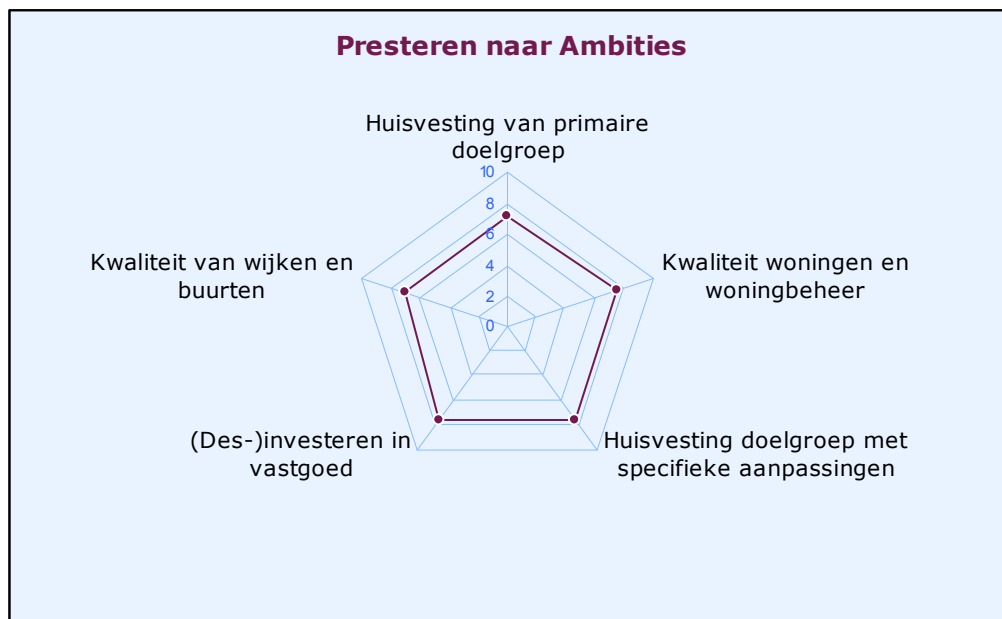 Presteren naar Ambities
Huisvesting van primaire
doelgroep
10
8
6
4
2
0
Kwaliteit van wijken en
buurten
Kwaliteit woningen en
woningbeheer
(Des-)investeren in
vastgoed
Huisvesting doelgroep met
specifieke aanpassingen